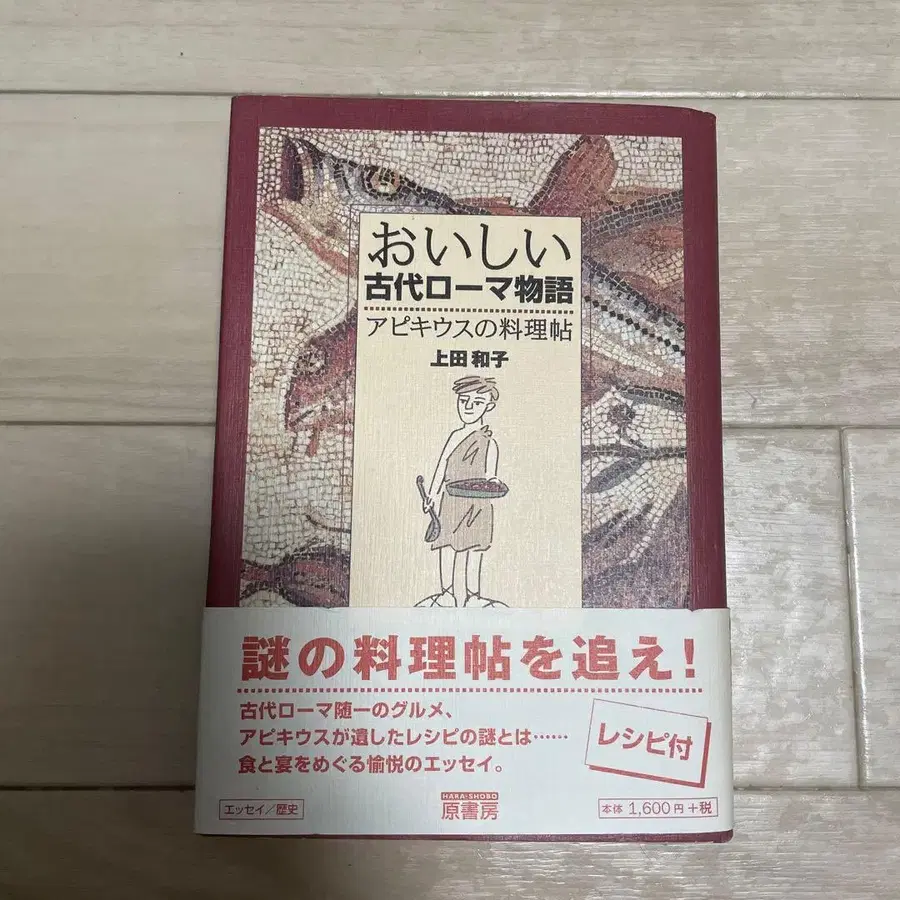 おいしい
古代ローマ物語
アピキウスの料理帖
上田 和子
謎の料理帖を追え!
古代ローマ随一のグルメ、
アピキウスが遺したレシピの謎とは……
食と宴をめぐる愉悦のエッセイ。
レシピ付
エッセイ/歴史
HARA-SHOBO
原書房
本体 1,600円 +税